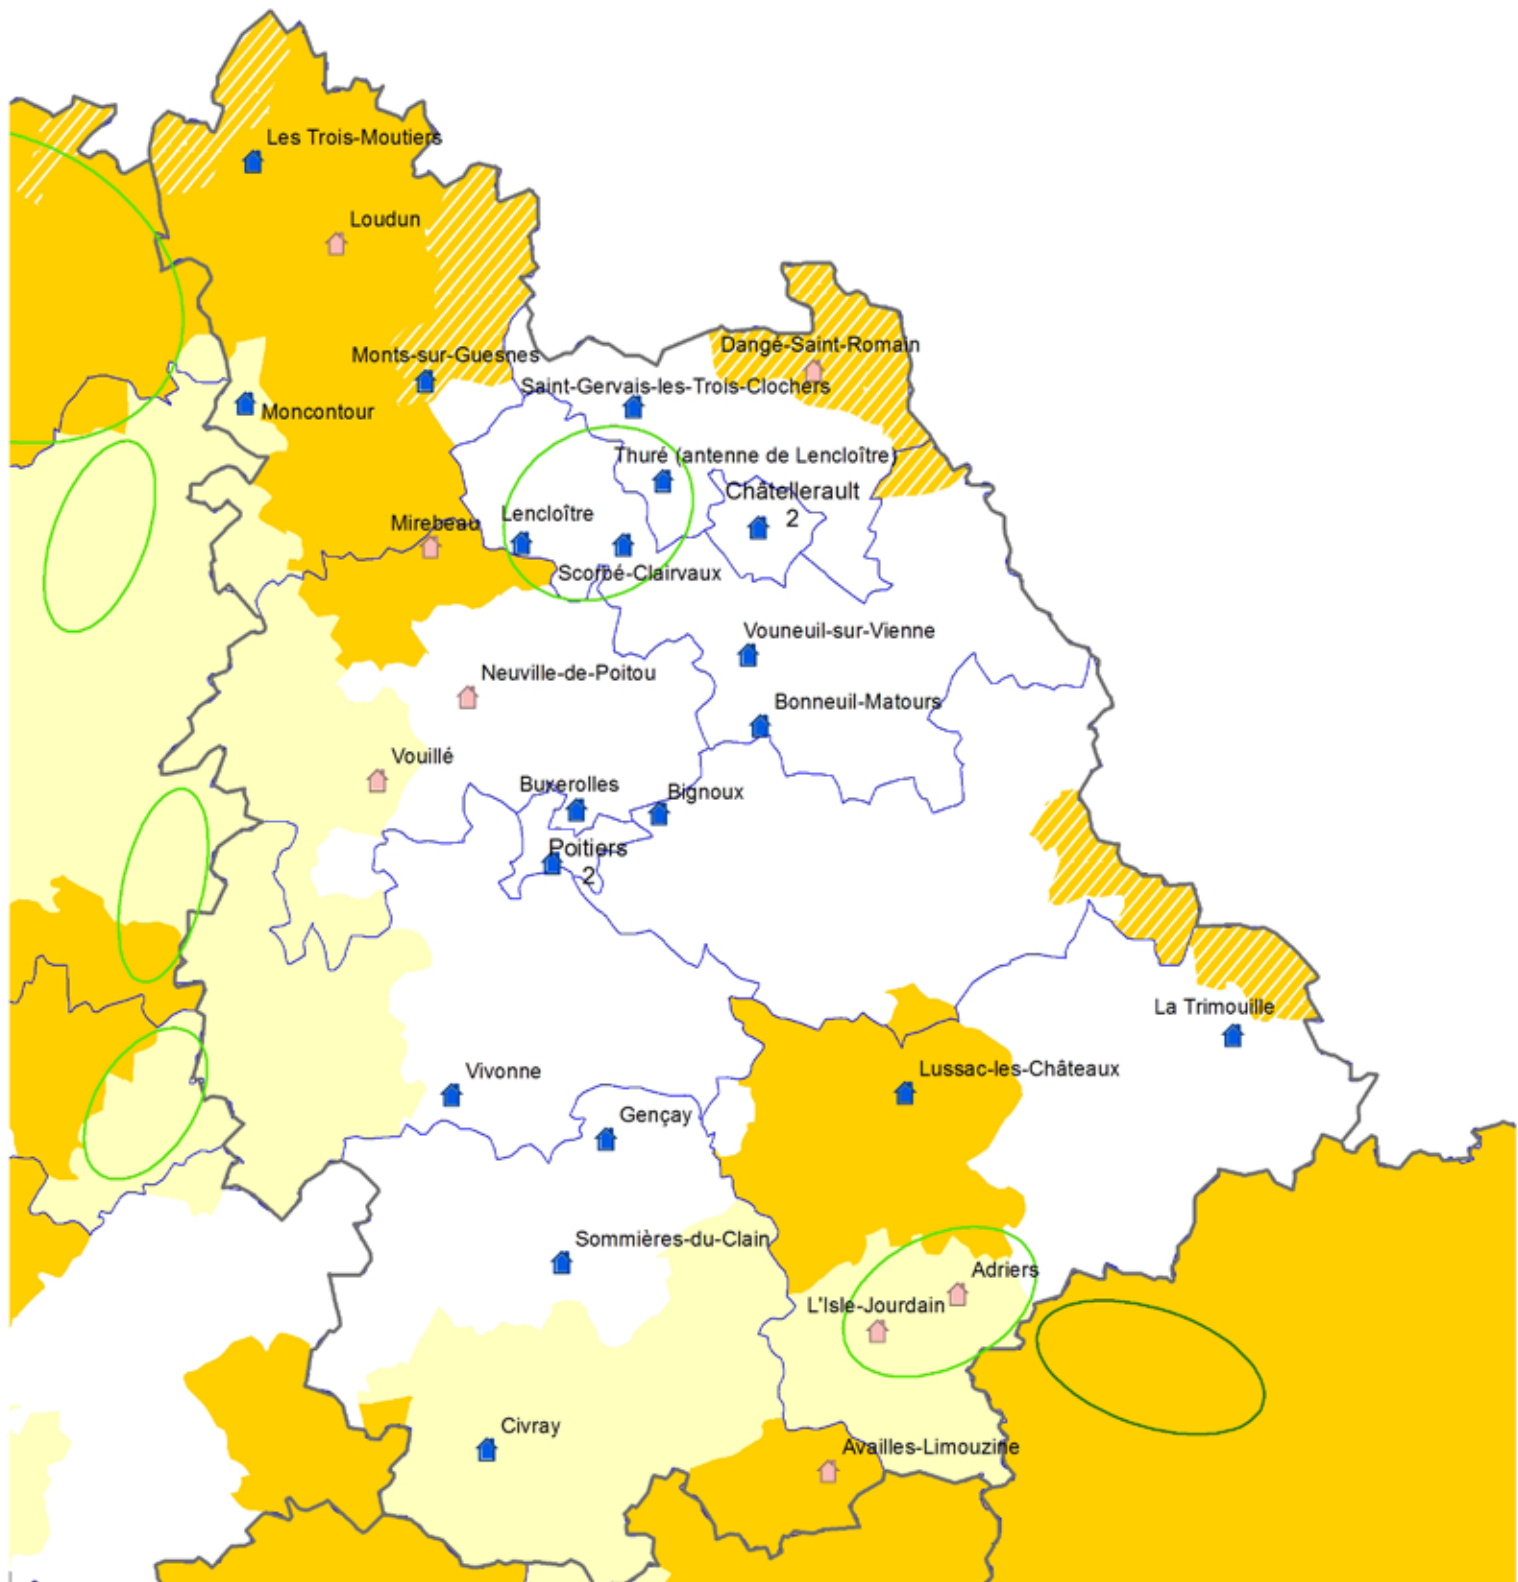 Les Trois-Moutiers
Loudun
Dangé-Saint-Romain
Monts-sur-Guesnes
Saint-Gervais-les-Trois-Clochers
Moncontour
Thuré (antenne de Lencloître)
Châtellerault
2
Lencloître
Mirebeau
Scorbé-Clairvaux
Vouneuil-sur-Vienne
Neuville-de-Poitou
Bonneuil-Matours
Vouillé
Buxerolles
Bignoux
Poitiers
2
La Trimouille
Lussac-les-Châteaux
Vivonne
Gençay
Sommières-du-Clain
Adriers
L'Isle-Jourdain
Civray
Availles-Limouzine